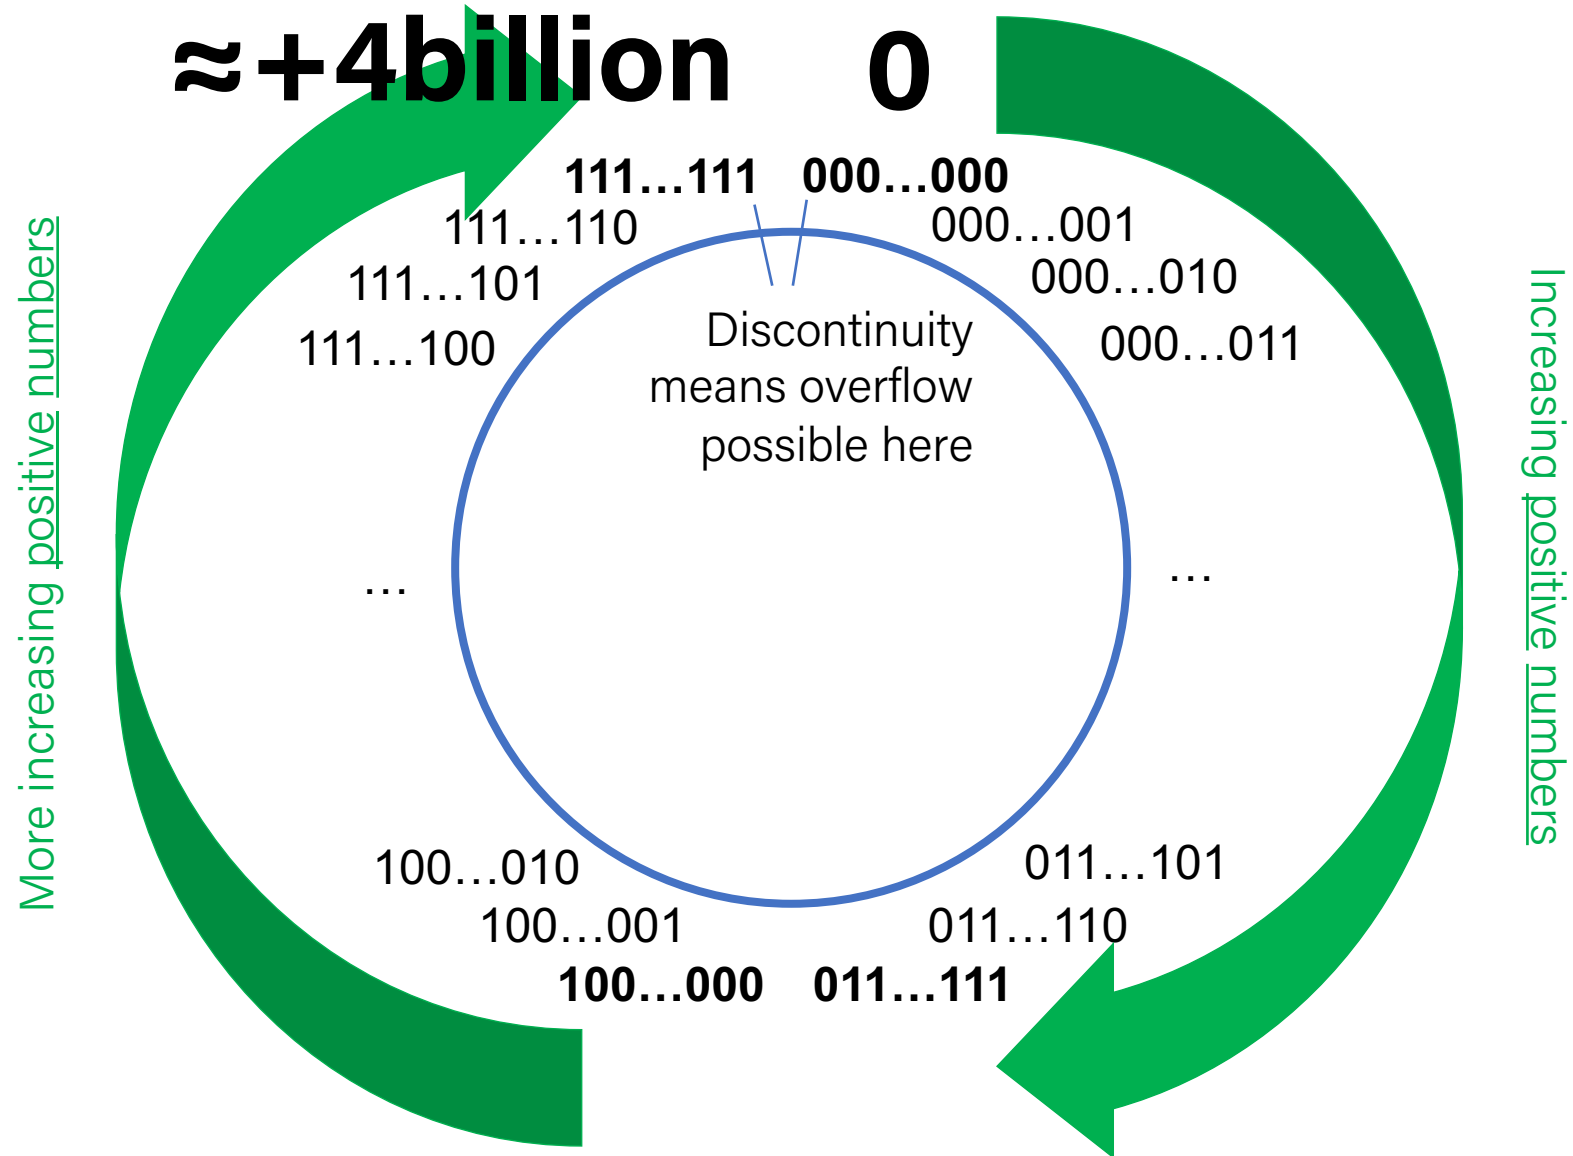 ≈+4billion 0
111…111 000…000
111…110 000…001
111…101 000…010
111…100 000…011
Discontinuity
means overflow
possible here
More increasing positive numbers
Increasing positive numbers
… …
100…010 011…101
100…001 011…110
100…000 011…111